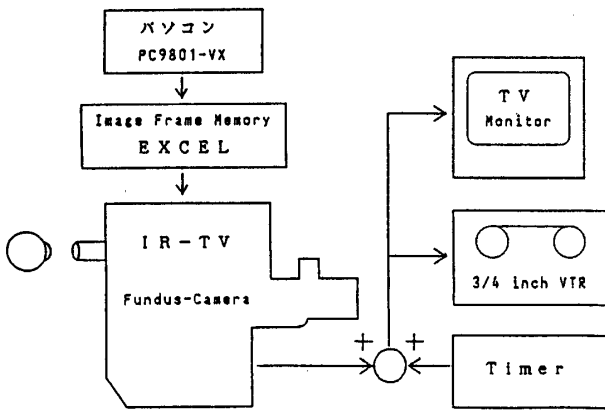 パソコン
PC9801-VX
Image Frame Memory
EXCEL
IR-TV
Fundus-Camera
TV
Monitor
3/4 inch VTR
+ +
Timer